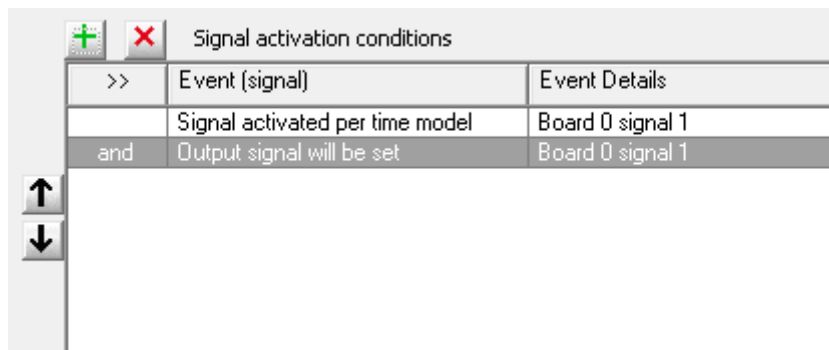 Signal activation conditions
>> Event (signal) Event Details
Signal activated per time model Board 0 signal 1
and Output signal will be set Board 0 signal 1